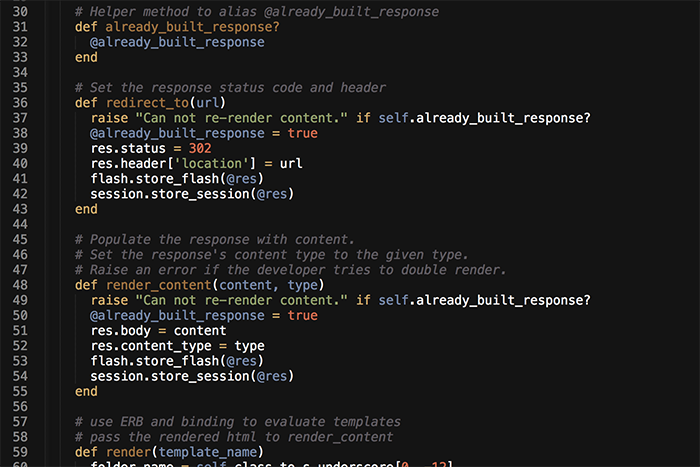 30 # Helper method to alias @already_built_response
31 def already_built_response?
32 @already_built_response
33 end
34
35 # Set the response status code and header
36 def redirect_to(url)
37 raise "Can not re-render content." if self.already_built_response?
38 @already_built_response = true
39 res.status = 302
40 res.header['location'] = url
41 flash.store_flash(@res)
42 session.store_session(@res)
43 end
44
45 # Populate the response with content.
46 # Set the response's content type to the given type.
47 # Raise an error if the developer tries to double render.
48 def render_content(content, type)
49 raise "Can not re-render content." if self.already_built_response?
50 @already_built_response = true
51 res.body = content
52 res.content_type = type
53 flash.store_flash(@res)
54 session.store_session(@res)
55 end
56
57 # use ERB and binding to evaluate templates
58 # pass the rendered html to render_content
59 def render(template_name)
60 folder_name = self.class.to_s.underscore[0...-12]